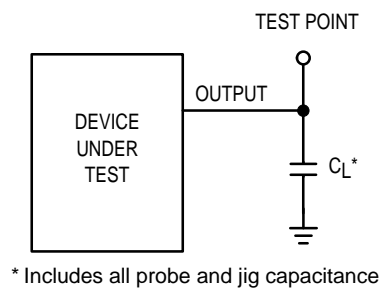 TEST POINT
OUTPUT
DEVICE
UNDER
TEST
CL*
* Includes all probe and jig capacitance